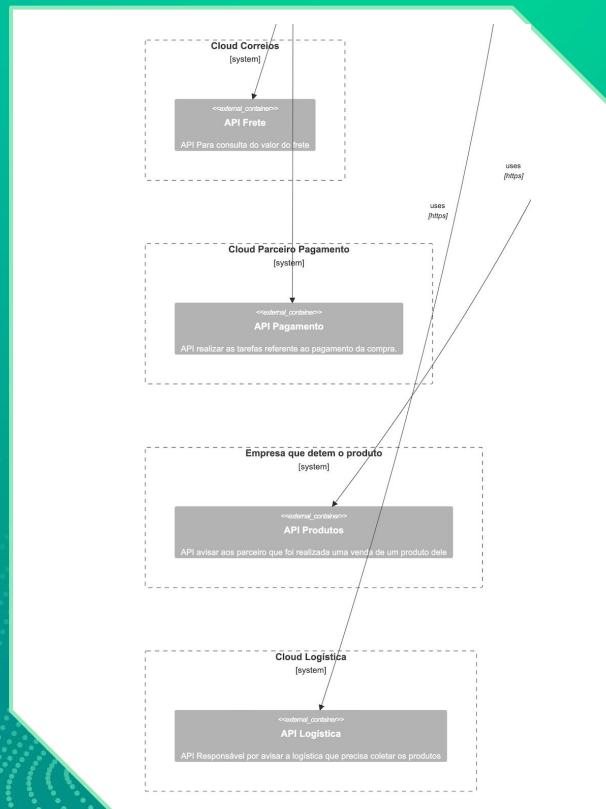 Cloud Correios
[system]
<<external_container>>
API Frete
API Para consulta do valor do frete
uses
[https]
uses
[https]
Cloud Parceiro Pagamento
[system]
<<external_container>>
API Pagamento
API realizar as tarefas referente ao pagamento da compra.
Empresa que detem o produto
[system]
<<external_container>>
API Produtos
API avisar aos parceiro que foi realizada uma venda de um produto dele
Cloud Logística
[system]
<<external_container>>
API Logística
API Responsável por avisar a logística que precisa coletar os produtos